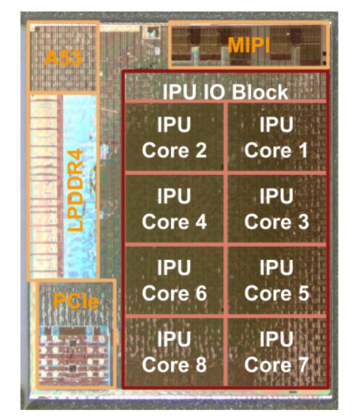 A53
MIPI
IPU IO Block
IPU
Core 2
IPU
Core 1
LPDDR4
IPU
Core 4
IPU
Core 3
IPU
Core 6
IPU
Core 5
PCIe
IPU
Core 8
IPU
Core 7